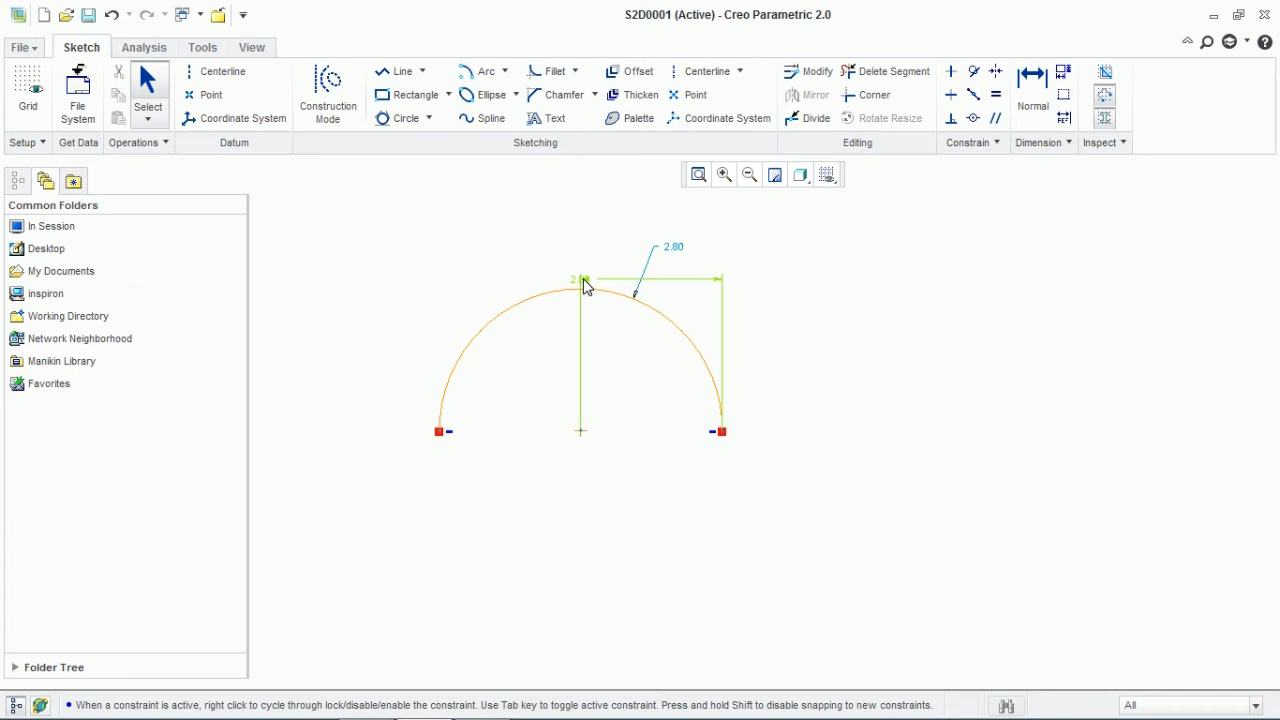 S2D0001 (Active) - Creo Parametric 2.0
File Sketch Analysis Tools View
Centerline Line Arc Fillet Offset Centerline Modify Delete Segment
Point Rectangle Ellipse Chamfer Thicken Point Mirror Corner
Grid File System Select Coordinate System Construction Mode Circle Spline Text Palette Coordinate System Divide Rotate Resize Normal
Setup Get Data Operations Datum Sketching Editing Constrain Dimension Inspect
Common Folders
In Session
Desktop
My Documents
inspiron
Working Directory
Network Neighborhood
Manikin Library
Favorites
2.80
Folder Tree
When a constraint is active, right click to cycle through lock/disable/enable the constraint. Use Tab key to toggle active constraint. Press and hold Shift to disable snapping to new constraints.
All